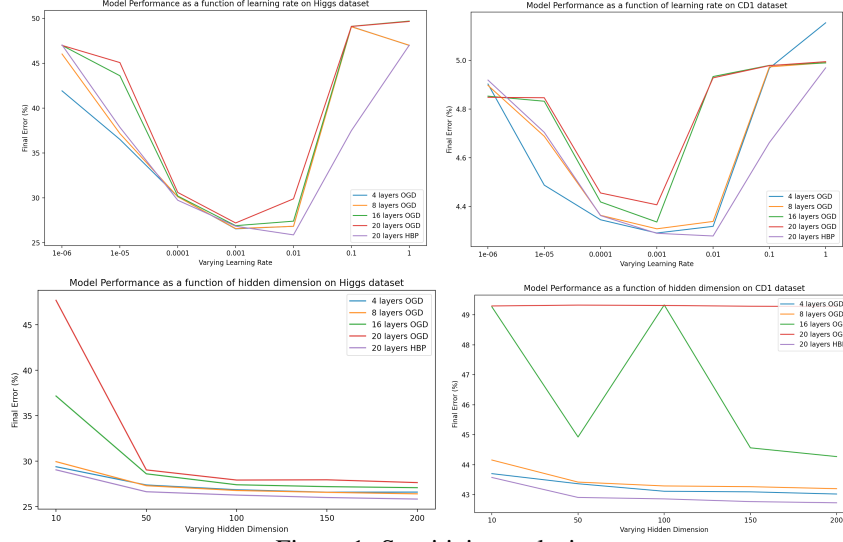 Model Performance as a function of learning rate on Higgs dataset
50
45
40
35
30
25
Final Error (%)
1e-06 1e-05 0.0001 0.001 0.01 0.1 1
Varying Learning Rate
4 layers OGD
8 layers OGD
16 layers OGD
20 layers OGD
20 layers HBP
Model Performance as a function of learning rate on CD1 dataset
5.0
4.8
4.6
4.4
Final Error (%)
1e-06 1e-05 0.0001 0.001 0.01 0.1 1
Varying Learning Rate
4 layers OGD
8 layers OGD
16 layers OGD
20 layers OGD
20 layers HBP
Model Performance as a function of hidden dimension on Higgs dataset
45
40
35
30
25
Final Error (%)
10 50 100 150 200
Varying Hidden Dimension
4 layers OGD
8 layers OGD
16 layers OGD
20 layers OGD
20 layers HBP
Model Performance as a function of hidden dimension on CD1 dataset
49
48
47
46
45
44
43
Final Error (%)
10 50 100 150 200
Varying Hidden Dimension
4 layers OGD
8 layers OGD
16 layers OGD
20 layers OGD
20 layers HBP